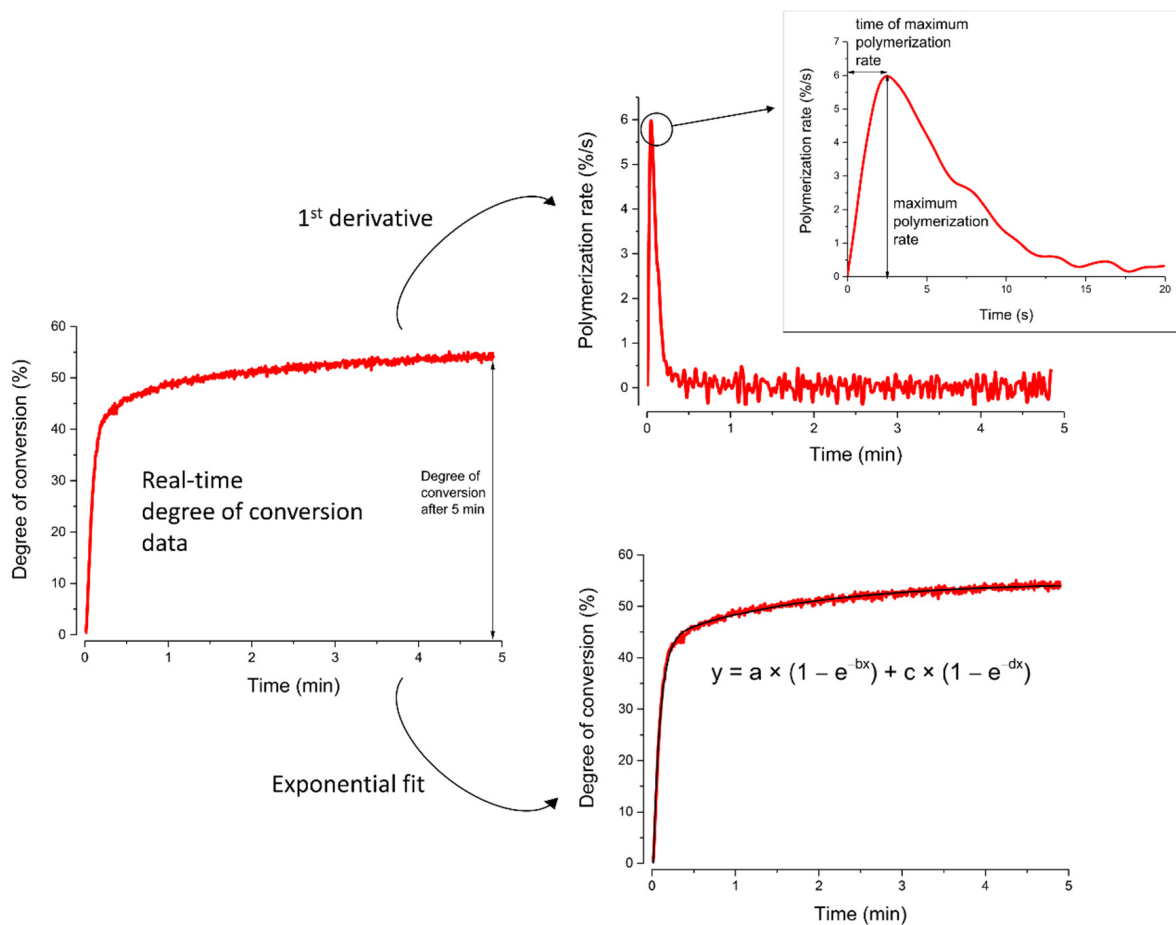 time of maximum
polymerization
rate
7
6
5
4
3
2
1
0
Polymerization rate (%/s)
maximum
polymerization
rate
0 5 10 15 20
Time (s)
6
5
4
3
2
1
0
Polymerization rate (%/s)
0 1 2 3 4 5
Time (min)
1st derivative
60
50
40
30
20
10
0
Degree of conversion (%)
Real-time
degree of conversion
data
Degree of
conversion
after 5 min
0 1 2 3 4 5
Time (min)
Exponential fit
60
50
40
30
20
10
0
Degree of conversion (%)
y = a × (1 – e^–bx) + c × (1 – e^–dx)
0 1 2 3 4 5
Time (min)